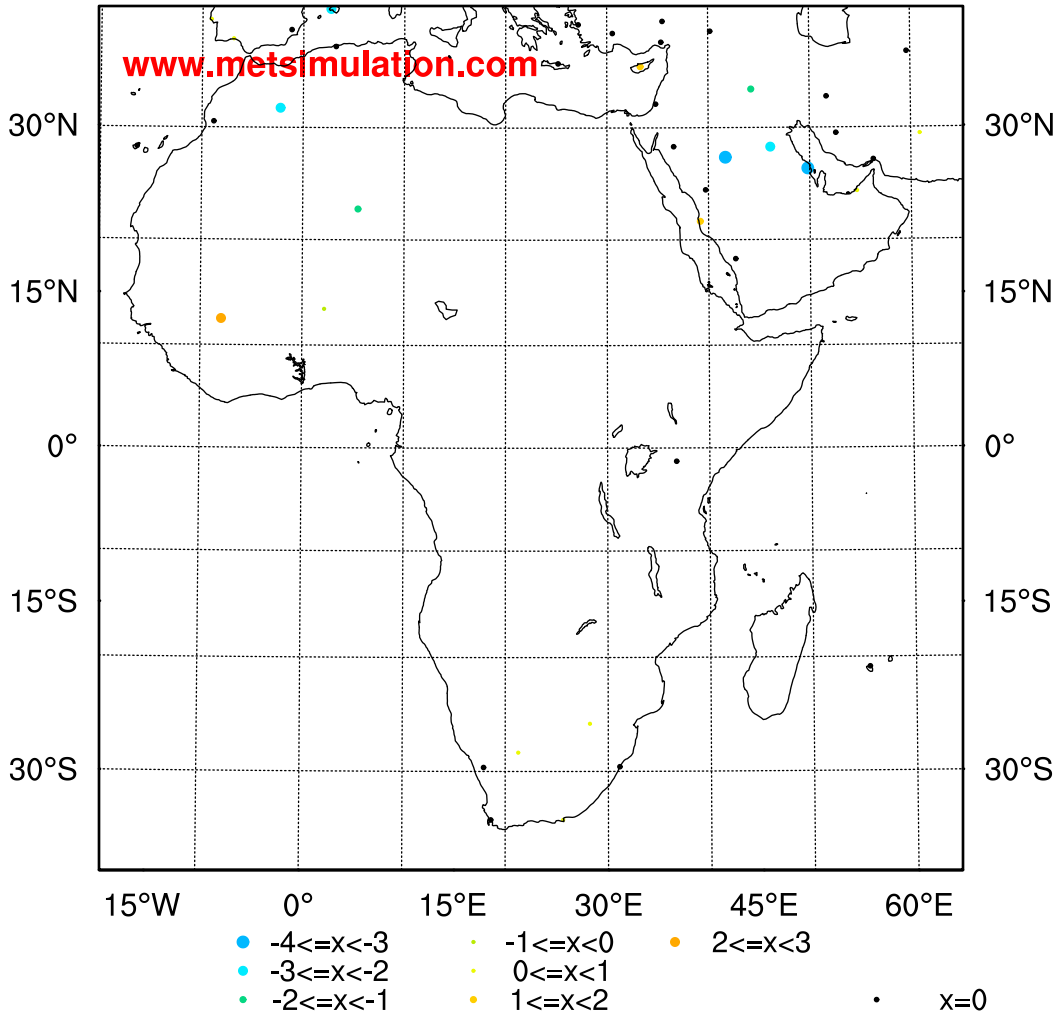 www.metsimulation.com
30°N 30°N
15°N 15°N
0° 0°
15°S 15°S
30°S 30°S
15°W 0° 15°E 30°E 45°E 60°E
-4<=x<-3 -1<=x<0 2<=x<3
-3<=x<-2 0<=x<1
-2<=x<-1 1<=x<2 x=0